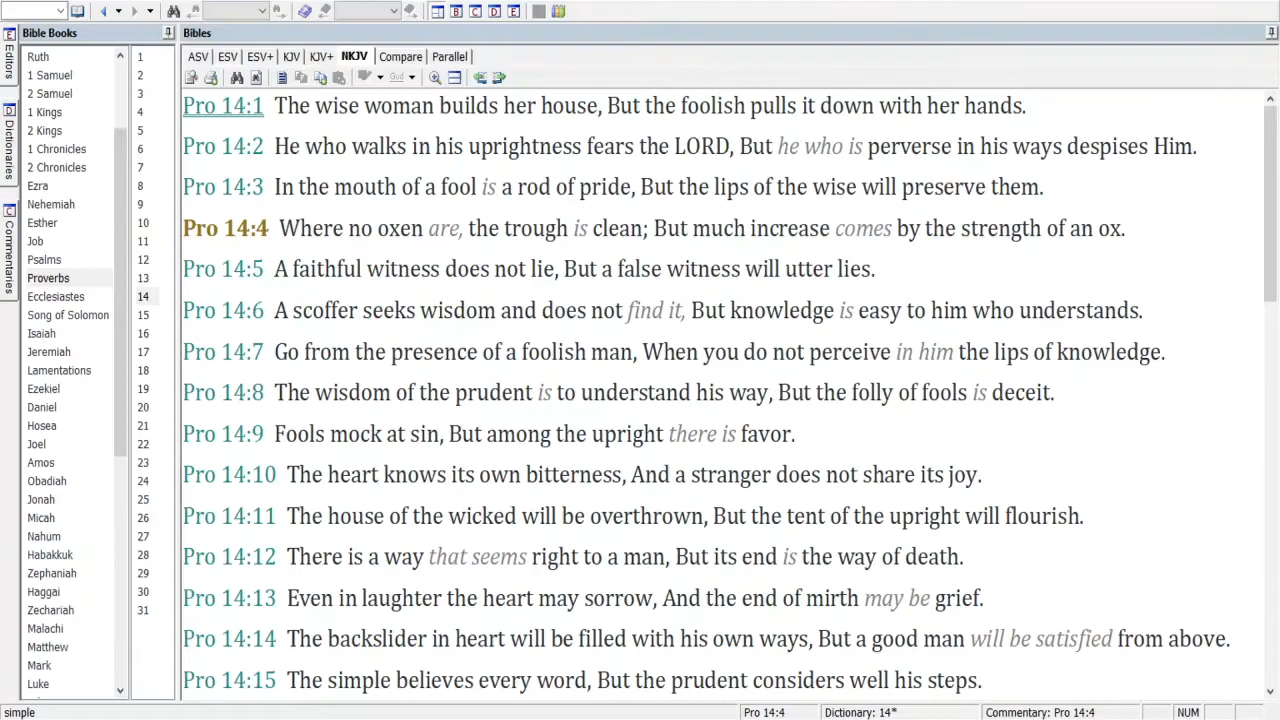 B C D E
Bible Books
Bibles
E Editors
D Dictionaries
C Commentaries
Ruth
1 Samuel
2 Samuel
1 Kings
2 Kings
1 Chronicles
2 Chronicles
Ezra
Nehemiah
Esther
Job
Psalms
Proverbs
Ecclesiastes
Song of Solomon
Isaiah
Jeremiah
Lamentations
Ezekiel
Daniel
Hosea
Joel
Amos
Obadiah
Jonah
Micah
Nahum
Habakkuk
Zephaniah
Haggai
Zechariah
Malachi
Matthew
Mark
Luke
1
2
3
4
5
6
7
8
9
10
11
12
13
14
15
16
17
18
19
20
21
22
23
24
25
26
27
28
29
30
31
ASV ESV ESV+ KJV KJV+ NKJV Compare Parallel
God
Pro 14:1 The wise woman builds her house, But the foolish pulls it down with her hands.
Pro 14:2 He who walks in his uprightness fears the LORD, But he who is perverse in his ways despises Him.
Pro 14:3 In the mouth of a fool is a rod of pride, But the lips of the wise will preserve them.
Pro 14:4 Where no oxen are, the trough is clean; But much increase comes by the strength of an ox.
Pro 14:5 A faithful witness does not lie, But a false witness will utter lies.
Pro 14:6 A scoffer seeks wisdom and does not find it, But knowledge is easy to him who understands.
Pro 14:7 Go from the presence of a foolish man, When you do not perceive in him the lips of knowledge.
Pro 14:8 The wisdom of the prudent is to understand his way, But the folly of fools is deceit.
Pro 14:9 Fools mock at sin, But among the upright there is favor.
Pro 14:10 The heart knows its own bitterness, And a stranger does not share its joy.
Pro 14:11 The house of the wicked will be overthrown, But the tent of the upright will flourish.
Pro 14:12 There is a way that seems right to a man, But its end is the way of death.
Pro 14:13 Even in laughter the heart may sorrow, And the end of mirth may be grief.
Pro 14:14 The backslider in heart will be filled with his own ways, But a good man will be satisfied from above.
Pro 14:15 The simple believes every word, But the prudent considers well his steps.
simple
Pro 14:4
Dictionary: 14*
Commentary: Pro 14:4
NUM